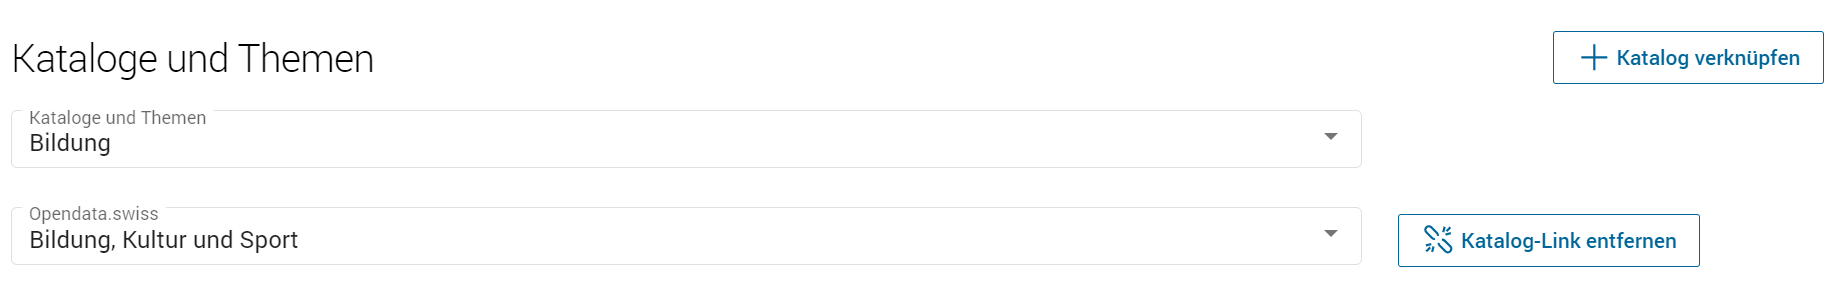 Kataloge und Themen
Katalog verknüpfen
Kataloge und Themen
Bildung
Opendata.swiss
Bildung, Kultur und Sport
Katalog-Link entfernen